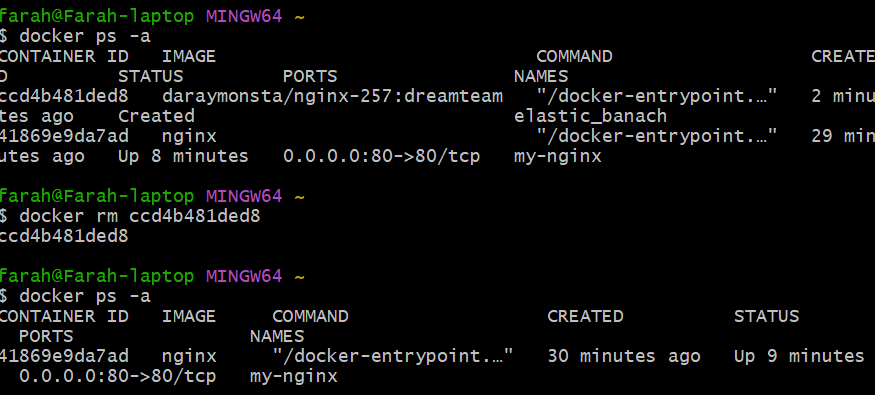 farah@Farah-laptop MINGW64 ~
$ docker ps -a
CONTAINER ID   IMAGE                             COMMAND                  CREATE
D          STATUS         PORTS                NAMES
ccd4b481ded8   daraymonsta/nginx-257:dreamteam   "/docker-entrypoint.…"   2 minu
tes ago    Created                             elastic_banach
41869e9da7ad   nginx                             "/docker-entrypoint.…"   29 min
utes ago   Up 8 minutes   0.0.0.0:80->80/tcp   my-nginx
farah@Farah-laptop MINGW64 ~
$ docker rm ccd4b481ded8
ccd4b481ded8
farah@Farah-laptop MINGW64 ~
$ docker ps -a
CONTAINER ID   IMAGE     COMMAND                  CREATED          STATUS
  PORTS                NAMES
41869e9da7ad   nginx     "/docker-entrypoint.…"   30 minutes ago   Up 9 minutes
  0.0.0.0:80->80/tcp   my-nginx